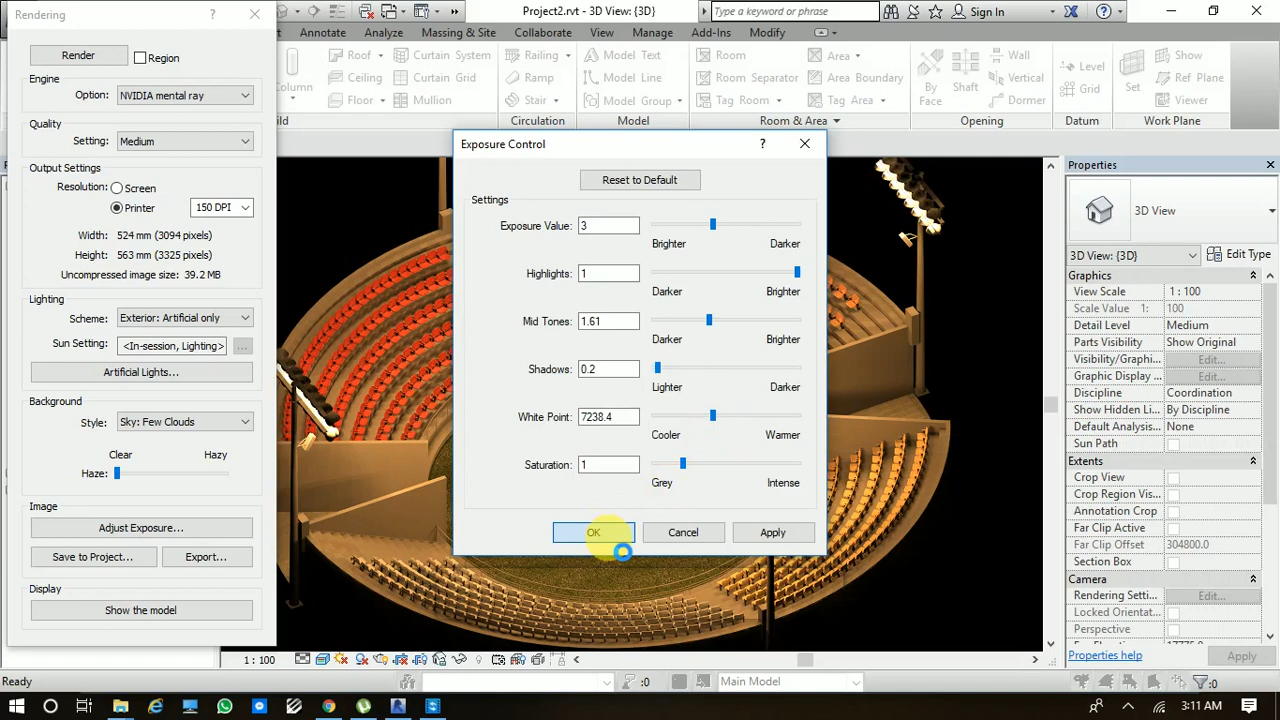 Rendering
?
Project2.rvt - 3D View: {3D}
Type a keyword or phrase
Sign In
Annotate
Analyze
Massing & Site
Collaborate
View
Manage
Add-Ins
Modify
Render
Region
Engine
Option: NVIDIA mental ray
Quality
Setting: Medium
Output Settings
Resolution: Screen
Printer 150 DPI
Width: 524 mm (3094 pixels)
Height: 563 mm (3325 pixels)
Uncompressed image size: 39.2 MB
Lighting
Scheme: Exterior: Artificial only
Sun Setting: <In-session, Lighting> ...
Artificial Lights...
Background
Style: Sky: Few Clouds
Clear Hazy
Haze:
Image
Adjust Exposure...
Save to Project... Export...
Display
Show the model
Column
Roof
Ceiling
Floor
Curtain System
Curtain Grid
Mullion
ild
Railing
Ramp
Stair
Circulation
Model Text
Model Line
Model Group
Model
Room
Room Separator
Tag Room
Area
Area Boundary
Tag Area
Room & Area
By
Face
Shaft
Wall
Vertical
Dormer
Opening
Level
Grid
Datum
Set
Show
Ref Plane
Viewer
Work Plane
Exposure Control
?
Reset to Default
Settings
Exposure Value: 3
Brighter Darker
Highlights: 1
Darker Brighter
Mid Tones: 1.61
Darker Brighter
Shadows: 0.2
Lighter Darker
White Point: 7238.4
Cooler Warmer
Saturation: 1
Grey Intense
OK Cancel Apply
Properties
3D View
3D View: {3D} Edit Type
Graphics
View Scale 1 : 100
Scale Value 1: 100
Detail Level Medium
Parts Visibility Show Original
Visibility/Graphi... Edit...
Graphic Display ... Edit...
Discipline Coordination
Show Hidden Li... By Discipline
Default Analysis... None
Sun Path
Extents
Crop View
Crop Region Vis...
Annotation Crop
Far Clip Active
Far Clip Offset 304800.0
Section Box
Camera
Rendering Setti... Edit...
Locked Orientat...
Perspective
Properties help Apply
1 : 100
Ready
:0
Main Model
:0
3:11 AM